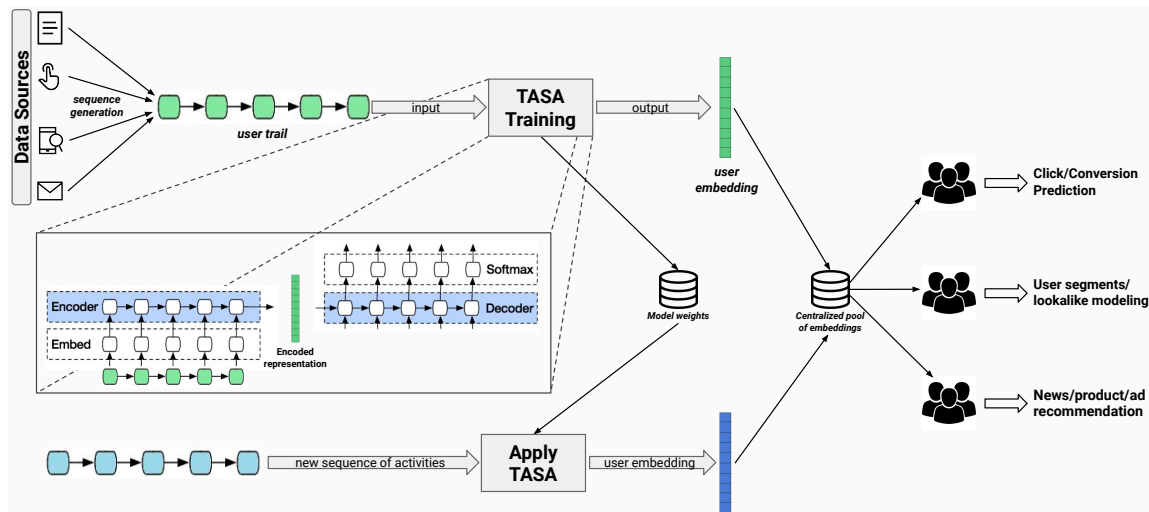 Data Sources
sequence
generation
user trail
input
TASA
Training
output
user
embedding
Click/Conversion
Prediction
Softmax
Encoder
Decoder
Embed
Encoded
representation
Model weights
Centralized pool
of embeddings
User segments/
lookalike modeling
News/product/ad
recommendation
new sequence of activities
Apply
TASA
user embedding